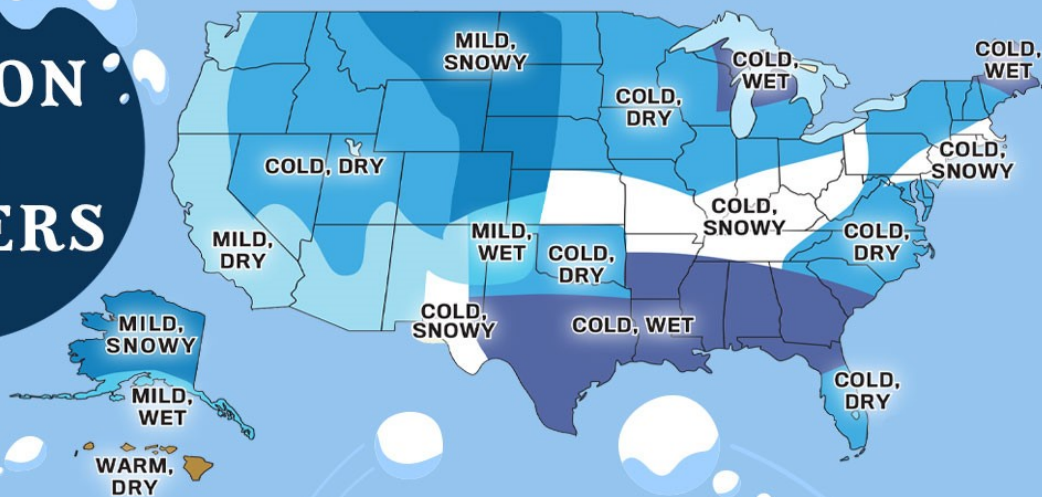 ON
ERS
MILD,
SNOWY
COLD,
DRY
COLD,
WET
COLD,
WET
COLD, DRY
COLD,
SNOWY
COLD,
SNOWY
MILD,
DRY
MILD,
WET
COLD,
DRY
COLD,
DRY
COLD,
SNOWY
COLD, WET
COLD,
DRY
MILD,
SNOWY
MILD,
WET
WARM,
DRY